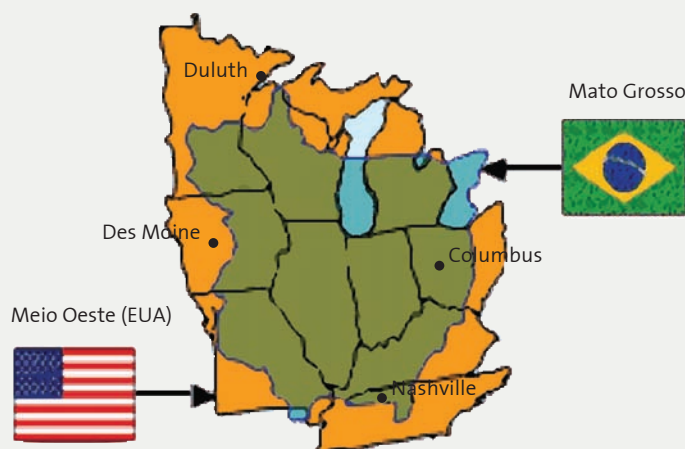 Duluth
Mato Grosso
Des Moine
Columbus
Meio Oeste (EUA)
Nashville